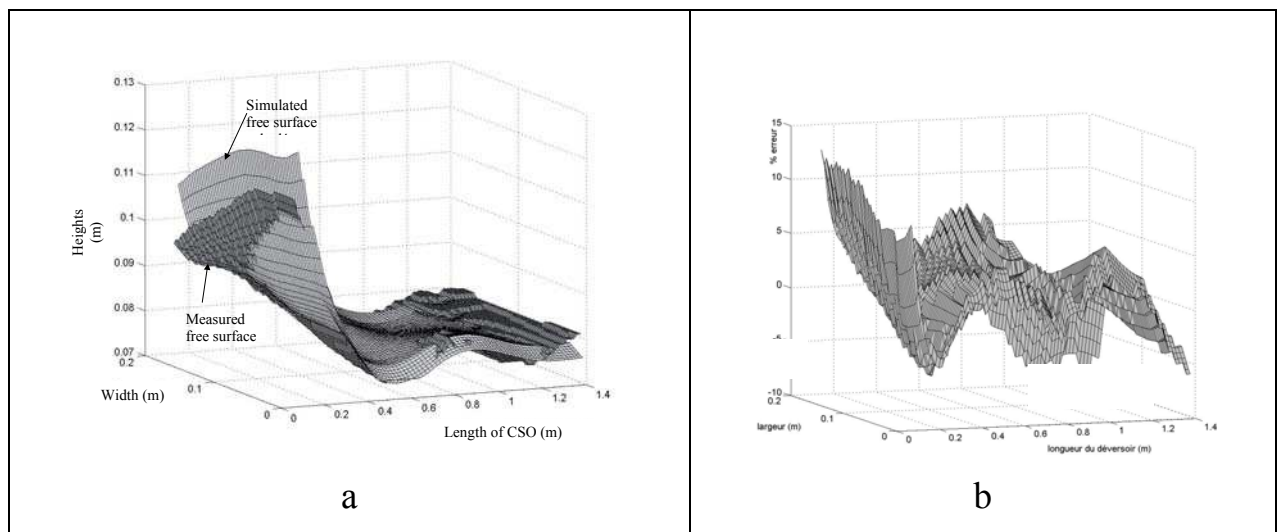 0.13
0.12
0.11
0.1
0.09
0.08
0.07
Heights
(m)
Simulated
free surface
Measured
free surface
0.2
0.1
0
Width (m)
0
0.2
0.4
0.6
0.8
1
1.2
1.4
Length of CSO (m)
a
15
10
5
0
-5
-10
% erreur
0.2
0.1
0
largeur (m)
0
0.2
0.4
0.6
0.8
1
1.2
1.4
longueur du déversoir (m)
b